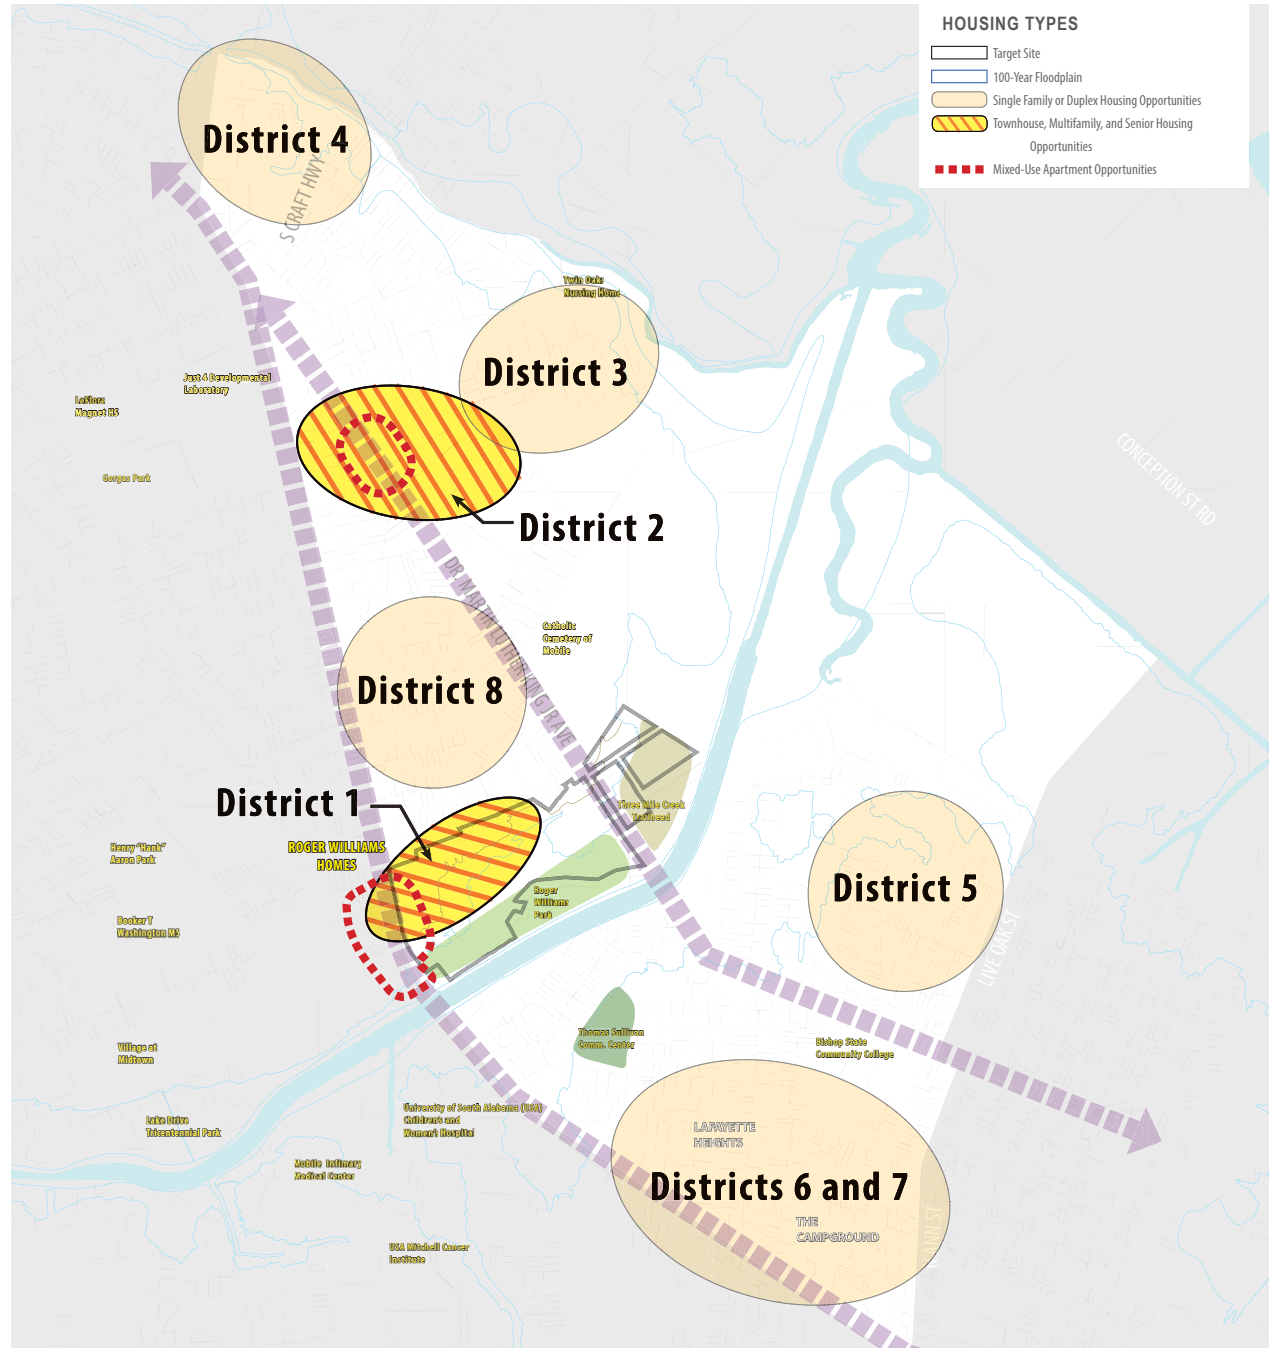 HOUSING TYPES
Target Site
100-Year Floodplain
Single Family or Duplex Housing Opportunities
Townhouse, Multifamily, and Senior Housing
Opportunities
Mixed-Use Apartment Opportunities
District 4
S CRAFT HWY
Twin Oaks
Nursing Home
District 3
Just 4 Developmental
Laboratory
LeFlore
Magnet HS
Gorgas Park
CONCEPTION ST RD
District 2
DR. MARTIN LUTHER KING JR AVE
Catholic
Cemetery of
Mobile
District 8
District 1
Three Mile Creek
Trailhead
ROGER WILLIAMS
HOMES
Henry "Hank"
Aaron Park
Roger
Williams
Park
District 5
Booker T
Washington MS
LIVE OAK ST
Thomas Sullivan
Comm. Center
Bishop State
Community College
Village at
Midtown
University of South Alabama (USA)
Children's and
Women's Hospital
Lake Drive
Tricentennial Park
LAFAYETTE
HEIGHTS
Mobile Infirmary
Medical Center
Districts 6 and 7
THE
CAMPGROUND
N ANN ST
USA Mitchell Cancer
Institute